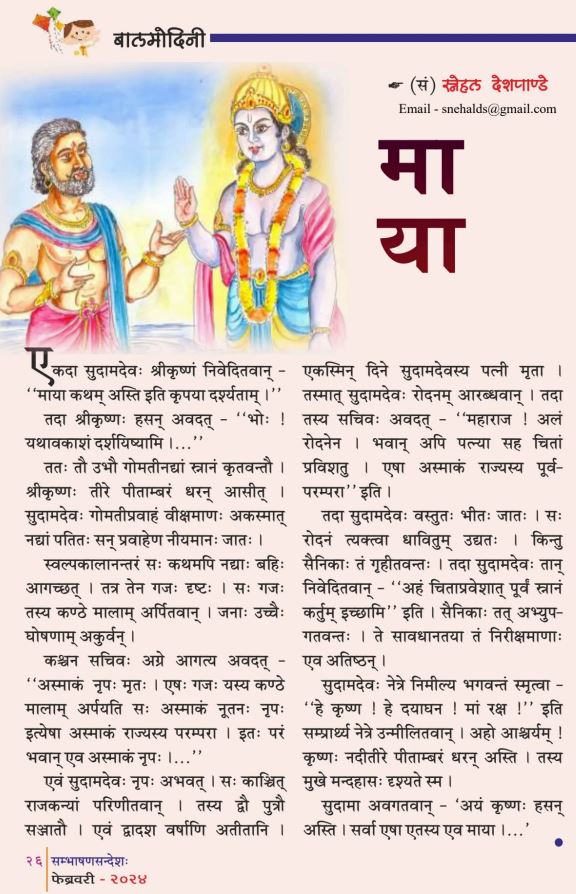 बालमोदिनी
☛ (सं) स्नेहल देशपाण्डे
Email - snehalds@gmail.com
मा
या
एकदा सुदामदेवः श्रीकृष्णं निवेदितवान् -
‘‘माया कथम् अस्ति इति कृपया दर्श्यताम् ।’’
तदा श्रीकृष्णः हसन् अवदत् - ‘‘भोः !
यथावकाशं दर्शयिष्यामि ।...’’
ततः तौ उभौ गोमतीनद्यां स्नानं कृतवन्तौ ।
श्रीकृष्णः तीरे पीताम्बरं धरन् आसीत् ।
सुदामदेवः गोमतीप्रवाहं वीक्षमाणः अकस्मात्
नद्यां पतितः सन् प्रवाहेण नीयमानः जातः ।
स्वल्पकालानन्तरं सः कथमपि नद्याः बहिः
आगच्छत् । तत्र तेन गजः दृष्टः । सः गजः
तस्य कण्ठे मालाम् अर्पितवान् । जनाः उच्चैः
घोषणाम् अकुर्वन् ।
कश्चन सचिवः अग्रे आगत्य अवदत् -
‘‘अस्माकं नृपः मृतः । एषः गजः यस्य कण्ठे
मालाम् अर्पयति सः अस्माकं नूतनः नृपः
इत्येषा अस्माकं राज्यस्य परम्परा । इतः परं
भवान् एव अस्माकं नृपः ।...’’
एवं सुदामदेवः नृपः अभवत् । सः काञ्चित्
राजकन्यां परिणीतवान् । तस्य द्वौ पुत्रौ
सञ्जातौ । एवं द्वादश वर्षाणि अतीतानि ।
एकस्मिन् दिने सुदामदेवस्य पत्नी मृता ।
तस्मात् सुदामदेवः रोदनम् आरब्धवान् । तदा
तस्य सचिवः अवदत् - ‘‘महाराज ! अलं
रोदनेन । भवान् अपि पत्न्या सह चितां
प्रविशतु । एषा अस्माकं राज्यस्य पूर्व-
परम्परा’’ इति ।
तदा सुदामदेवः वस्तुतः भीतः जातः । सः
रोदनं त्यक्त्वा धावितुम् उद्यतः । किन्तु
सैनिकाः तं गृहीतवन्तः । तदा सुदामदेवः तान्
निवेदितवान् - ‘‘अहं चिताप्रवेशात् पूर्वं स्नानं
कर्तुम् इच्छामि’’ इति । सैनिकाः तत् अभ्युप-
गतवन्तः । ते सावधानतया तं निरीक्षमाणाः
एव अतिष्ठन् ।
सुदामदेवः नेत्रे निमील्य भगवन्तं स्मृत्वा -
‘‘हे कृष्ण ! हे दयाघन ! मां रक्ष !’’ इति
सम्प्रार्थ्य नेत्रे उन्मीलितवान् । अहो आश्चर्यम् !
कृष्णः नदीतीरे पीताम्बरं धरन् अस्ति । तस्य
मुखे मन्दहासः दृश्यते स्म ।
सुदामा अवगतवान् - ‘अयं कृष्णः हसन्
अस्ति । सर्वा एषा एतस्य एव माया ।...’
२६ सम्भाषणसन्देशः
फेब्रवरी - २०२४